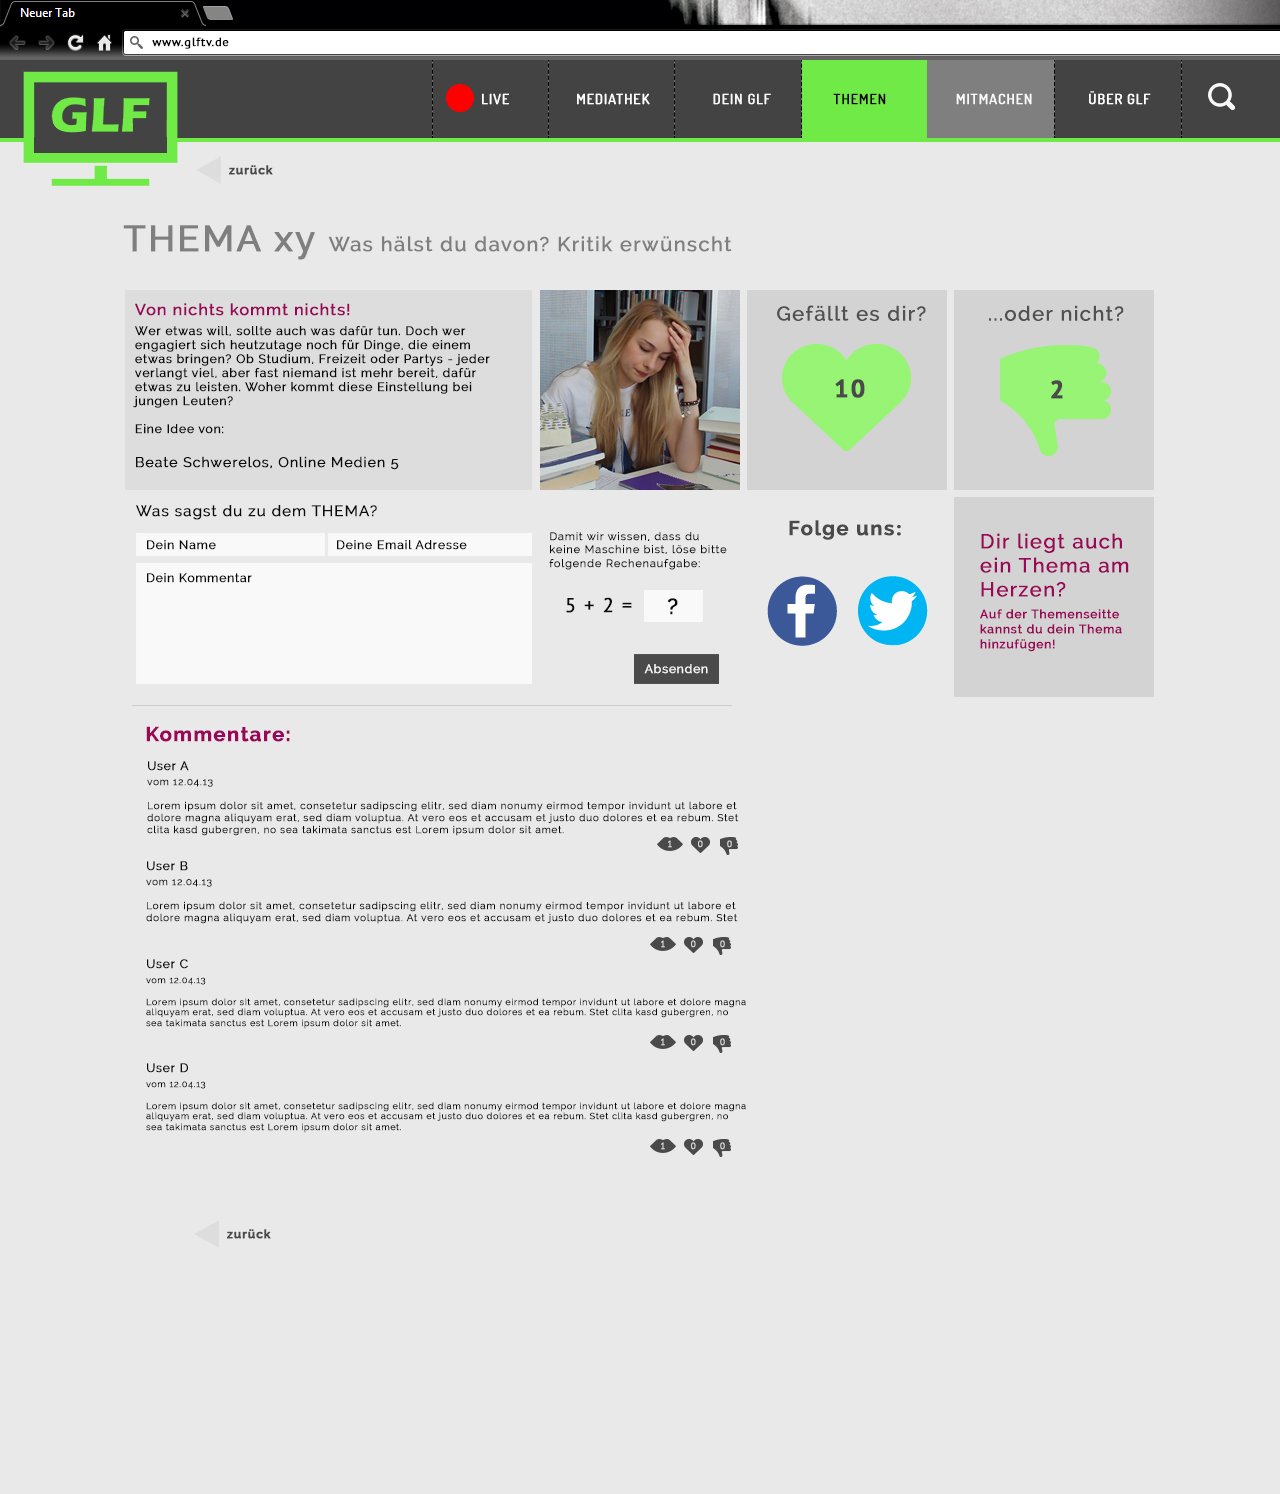 Neuer Tab
www.glftv.de
GLF
LIVE
MEDIATHEK
DEIN GLF
THEMEN
MITMACHEN
ÜBER GLF
zurück
THEMA xy Was hälst du davon? Kritik erwünscht
Von nichts kommt nichts!
Wer etwas will, sollte auch was dafür tun. Doch wer
engagiert sich heutzutage noch für Dinge, die einem
etwas bringen? Ob Studium, Freizeit oder Partys - jeder
verlangt viel, aber fast niemand ist mehr bereit, dafür
etwas zu leisten. Woher kommt diese Einstellung bei
jungen Leuten?
Eine Idee von:
Beate Schwerelos, Online Medien 5
Gefällt es dir?
10
...oder nicht?
2
Was sagst du zu dem THEMA?
Dein Name
Deine Email Adresse
Dein Kommentar
Damit wir wissen, dass du
keine Maschine bist, löse bitte
folgende Rechenaufgabe:
5 + 2 = ?
Absenden
Folge uns:
Dir liegt auch
ein Thema am
Herzen?
Auf der Themenseitte
kannst du dein Thema
hinzufügen!
Kommentare:
User A
vom 12.04.13
Lorem ipsum dolor sit amet, consetetur sadipscing elitr, sed diam nonumy eirmod tempor invidunt ut labore et
dolore magna aliquyam erat, sed diam voluptua. At vero eos et accusam et justo duo dolores et ea rebum. Stet
clita kasd gubergren, no sea takimata sanctus est Lorem ipsum dolor sit amet.
1 0 0
User B
vom 12.04.13
Lorem ipsum dolor sit amet, consetetur sadipscing elitr, sed diam nonumy eirmod tempor invidunt ut labore et
dolore magna aliquyam erat, sed diam voluptua. At vero eos et accusam et justo duo dolores et ea rebum. Stet
1 0 0
User C
vom 12.04.13
Lorem ipsum dolor sit amet, consetetur sadipscing elitr, sed diam nonumy eirmod tempor invidunt ut labore et dolore magna
aliquyam erat, sed diam voluptua. At vero eos et accusam et justo duo dolores et ea rebum. Stet clita kasd gubergren, no
sea takimata sanctus est Lorem ipsum dolor sit amet.
1 0 0
User D
vom 12.04.13
Lorem ipsum dolor sit amet, consetetur sadipscing elitr, sed diam nonumy eirmod tempor invidunt ut labore et dolore magna
aliquyam erat, sed diam voluptua. At vero eos et accusam et justo duo dolores et ea rebum. Stet clita kasd gubergren, no
sea takimata sanctus est Lorem ipsum dolor sit amet.
1 0 0
zurück